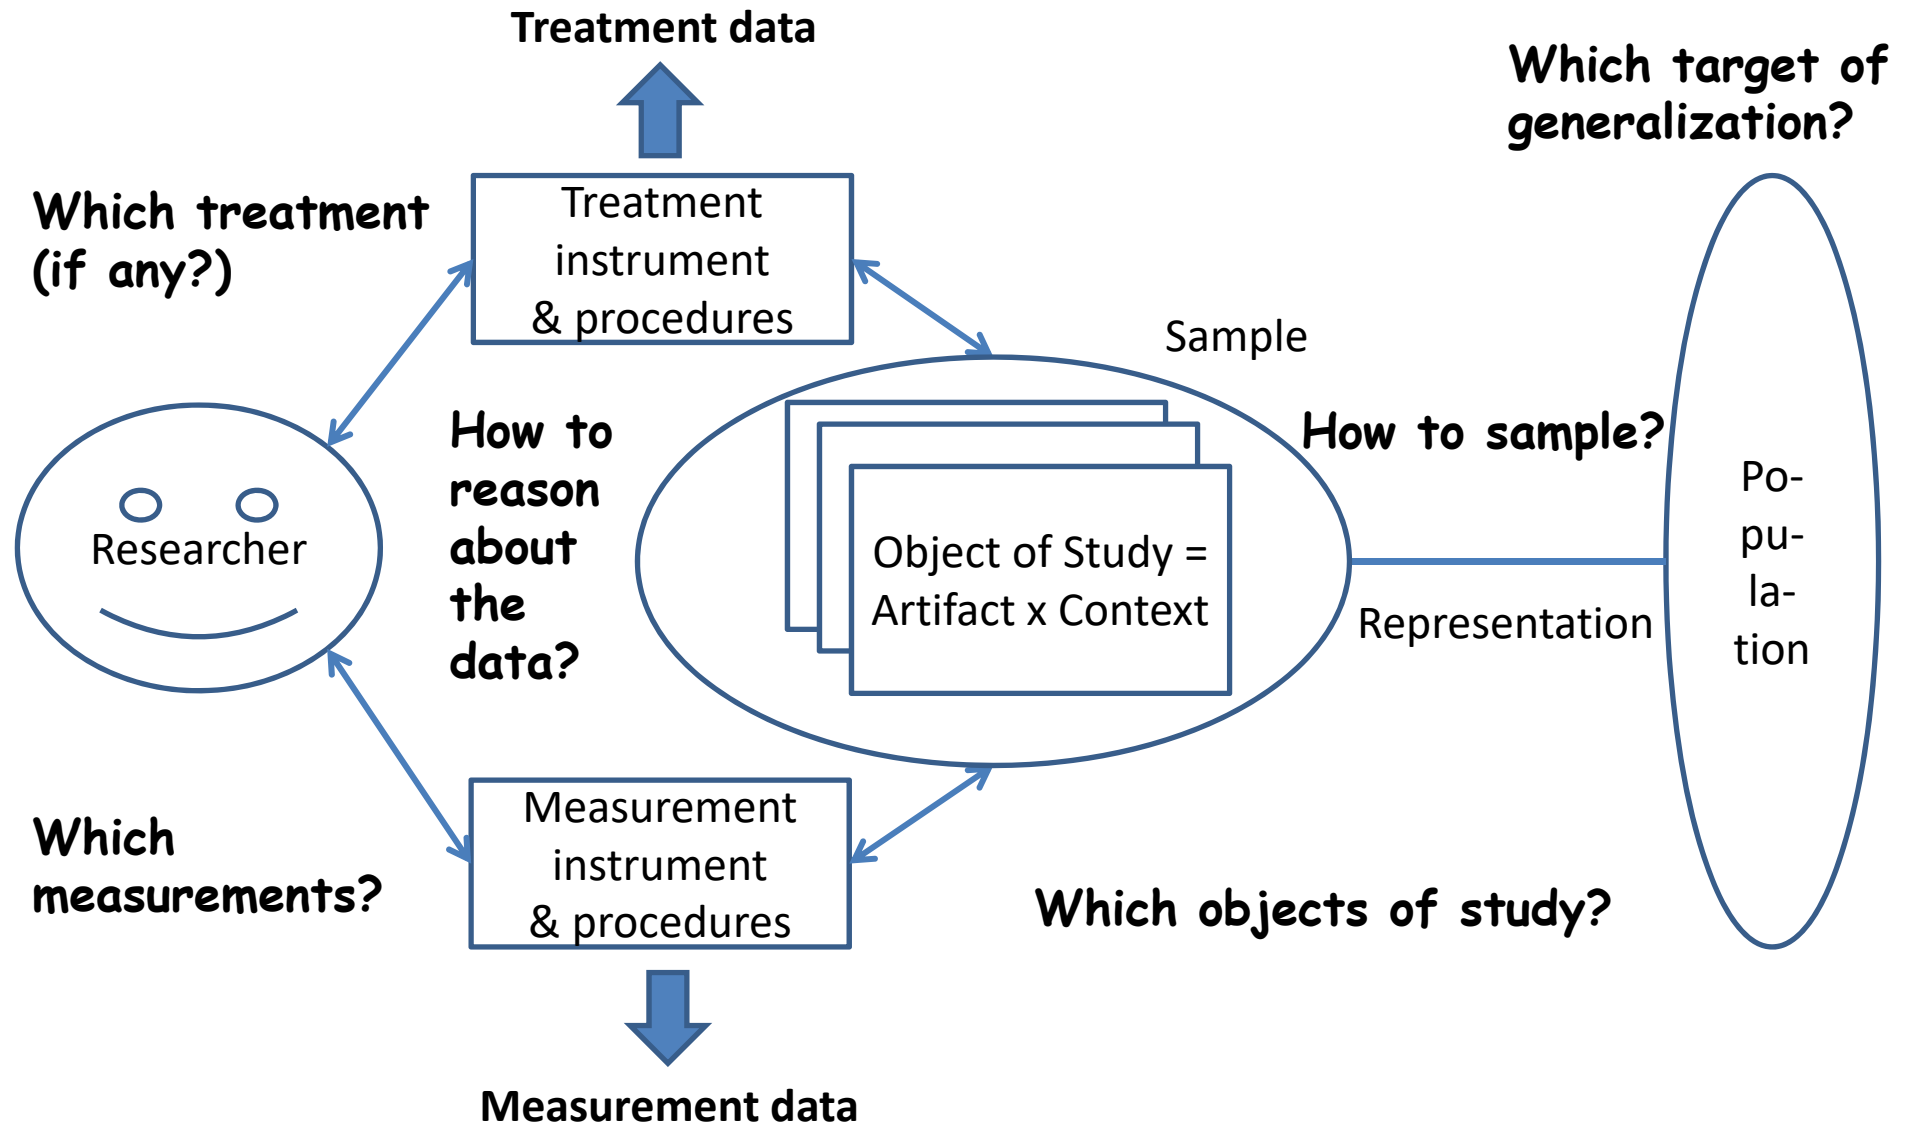 Treatment data
Which target of
generalization?
Which treatment
(if any?)
Treatment
instrument
& procedures
Sample
How to
reason
about
the
data?
How to sample?
Researcher
Object of Study =
Artifact x Context
Representation
Po-
pu-
la-
tion
Which
measurements?
Measurement
instrument
& procedures
Which objects of study?
Measurement data